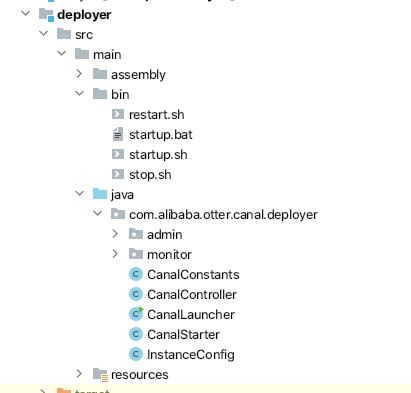 deployer
src
main
assembly
bin
restart.sh
startup.bat
startup.sh
stop.sh
java
com.alibaba.otter.canal.deployer
admin
monitor
CanalConstants
CanalController
CanalLauncher
CanalStarter
InstanceConfig
resources